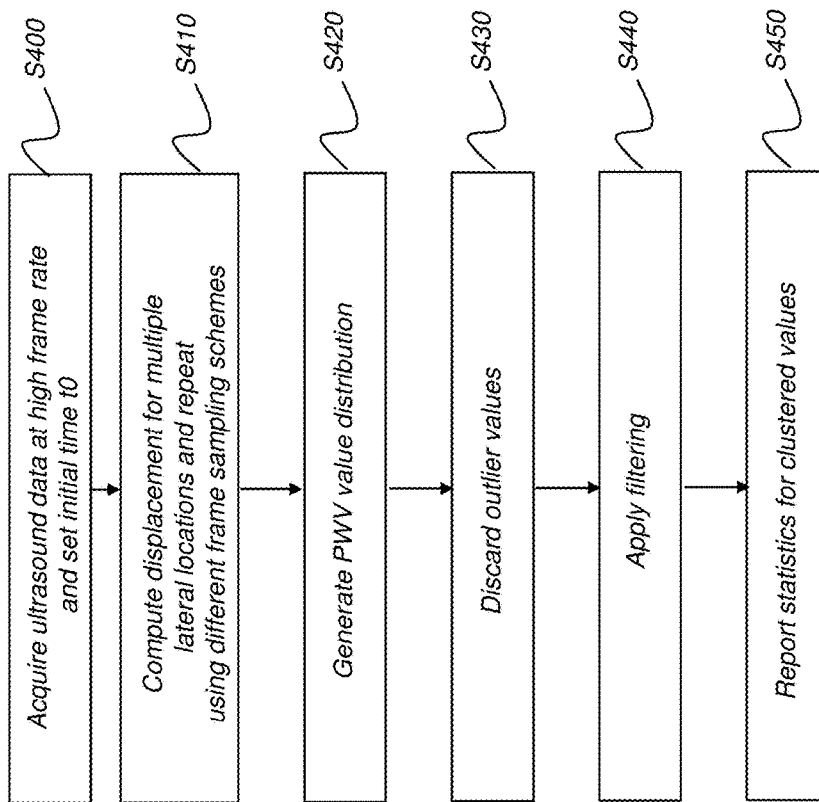 Acquire ultrasound data at high frame rate
and set initial time t0
S400
Compute displacement for multiple
lateral locations and repeat
using different frame sampling schemes
S410
Generate PWV value distribution
S420
Discard outlier values
S430
Apply filtering
S440
Report statistics for clustered values
S450